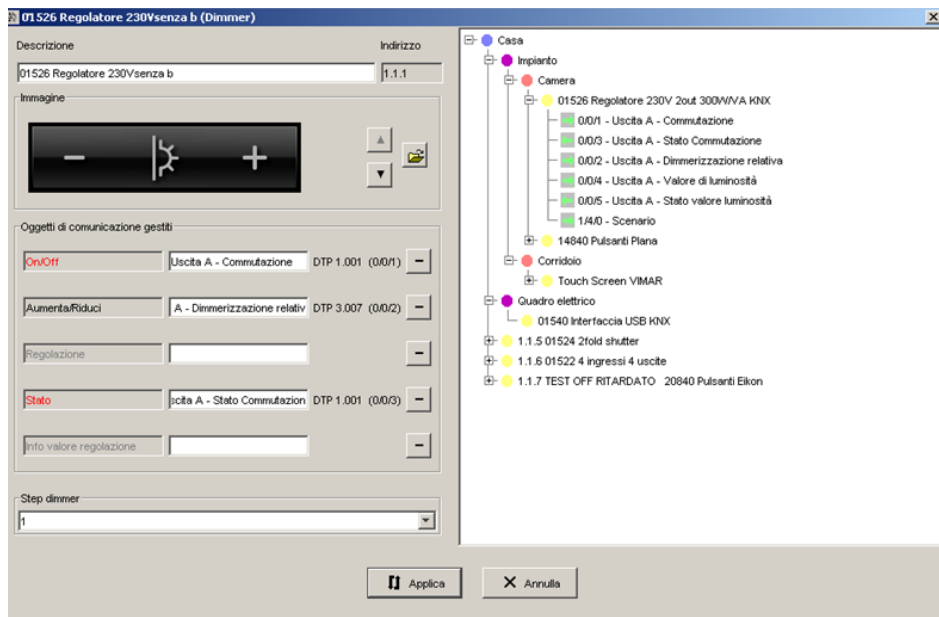 01526 Regolatore 230Vsenza b (Dimmer)
Descrizione Indirizzo
01526 Regolatore 230Vsenza b 1.1.1
Immagine
Oggetti di comunicazione gestiti
On/Off Uscita A - Commutazione DTP 1.001 (0/0/1)
Aumenta/Riduci A - Dimmerizzazione relativ DTP 3.007 (0/0/2)
Regolazione
Stato scita A - Stato Commutazion DTP 1.001 (0/0/3)
Info valore regolazione
Step dimmer
1
Casa
Impianto
Camera
01526 Regolatore 230V 2out 300W/VA KNX
0/0/1 - Uscita A - Commutazione
0/0/3 - Uscita A - Stato Commutazione
0/0/2 - Uscita A - Dimmerizzazione relativa
0/0/4 - Uscita A - Valore di luminosità
0/0/5 - Uscita A - Stato valore luminosità
1/4/0 - Scenario
14840 Pulsanti Plana
Corridoio
Touch Screen VIMAR
Quadro elettrico
01540 Interfaccia USB KNX
1.1.5 01524 2fold shutter
1.1.6 01522 4 ingressi 4 uscite
1.1.7 TEST OFF RITARDATO 20840 Pulsanti Eikon
Applica Annulla